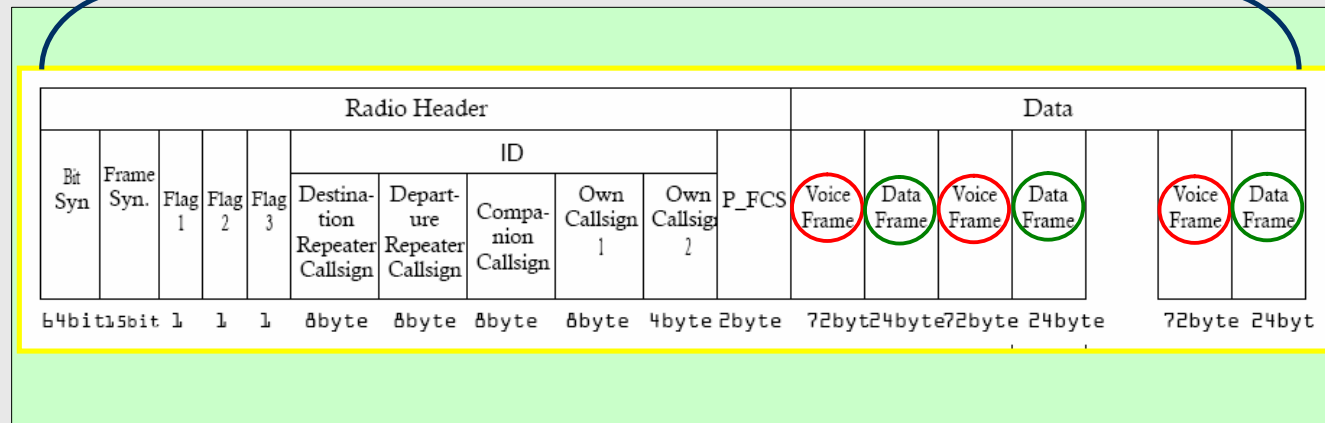 Radio Header
Data
ID
Bit
Syn
Frame
Syn.
Flag
1
Flag
2
Flag
3
Destina-
tion
Repeater
Callsign
Depart-
ure
Repeater
Callsign
Compa-
nion
Callsign
Own
Callsign
1
Own
Callsig
2
P_FCS
Voice
Frame
Data
Frame
Voice
Frame
Data
Frame
Voice
Frame
Data
Frame
64bit 15bit 1 1 1 8byte 8byte 8byte 8byte 4byte 2byte 72byt 24byte 72byte 24byte 72byte 24byt